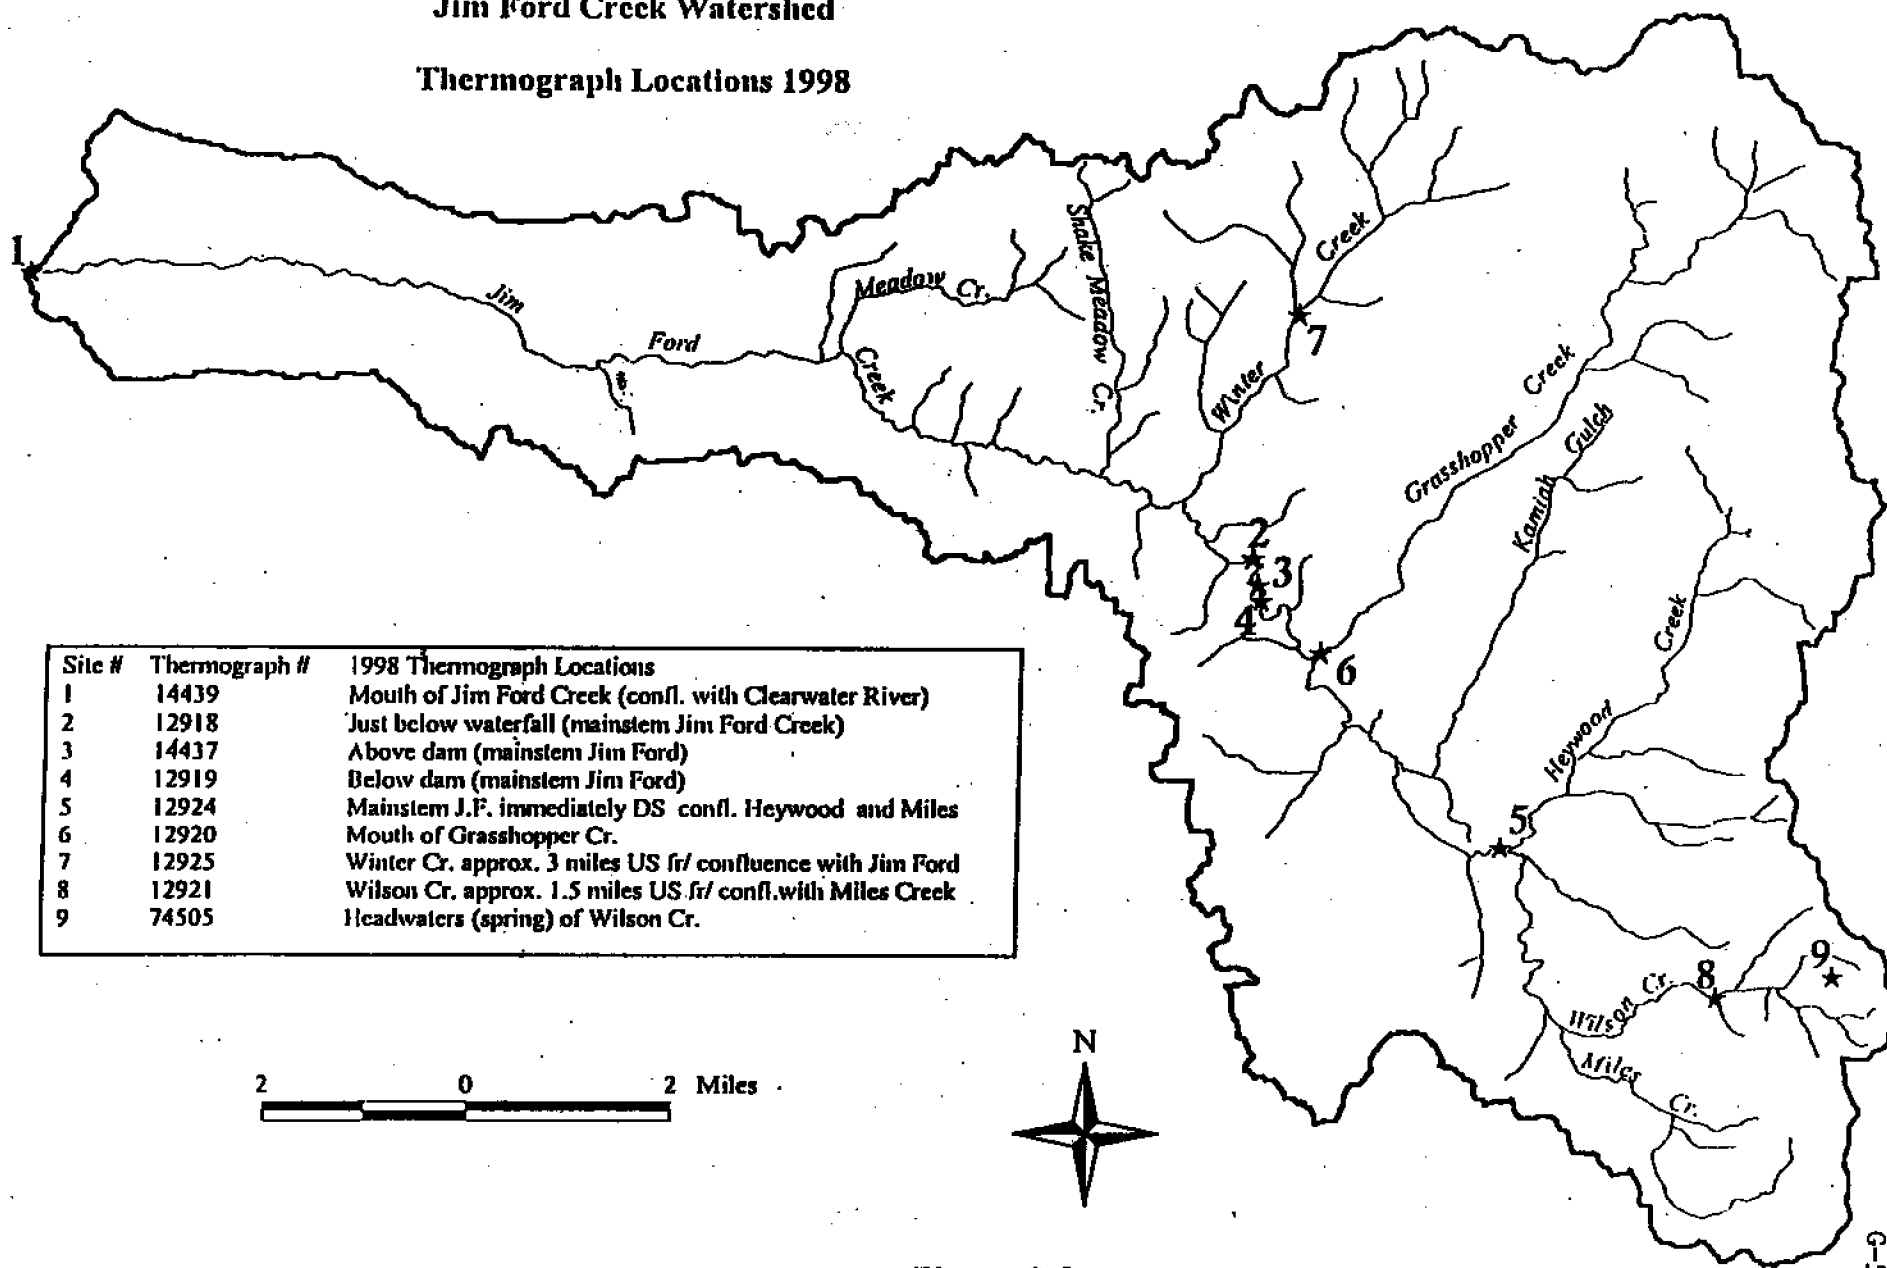 Jim Ford Creek Watershed
Thermograph Locations 1998
1
Jim
Ford
Creek
Meadow Cr.
Shake Meadow Cr.
Winter
Creek
7
Grasshopper Creek
Kamiah Gulch
Heywood Creek
2
3
4
6
5
8
9
Wilson Cr.
Miles Cr.
Site # Thermograph # 1998 Thermograph Locations
1 14439 Mouth of Jim Ford Creek (confl. with Clearwater River)
2 12918 Just below waterfall (mainstem Jim Ford Creek)
3 14437 Above dam (mainstem Jim Ford)
4 12919 Below dam (mainstem Jim Ford)
5 12924 Mainstem J.F. immediately DS confl. Heywood and Miles
6 12920 Mouth of Grasshopper Cr.
7 12925 Winter Cr. approx. 3 miles US fr/ confluence with Jim Ford
8 12921 Wilson Cr. approx. 1.5 miles US fr/ confl.with Miles Creek
9 74505 Headwaters (spring) of Wilson Cr.
2 0 2 Miles
N